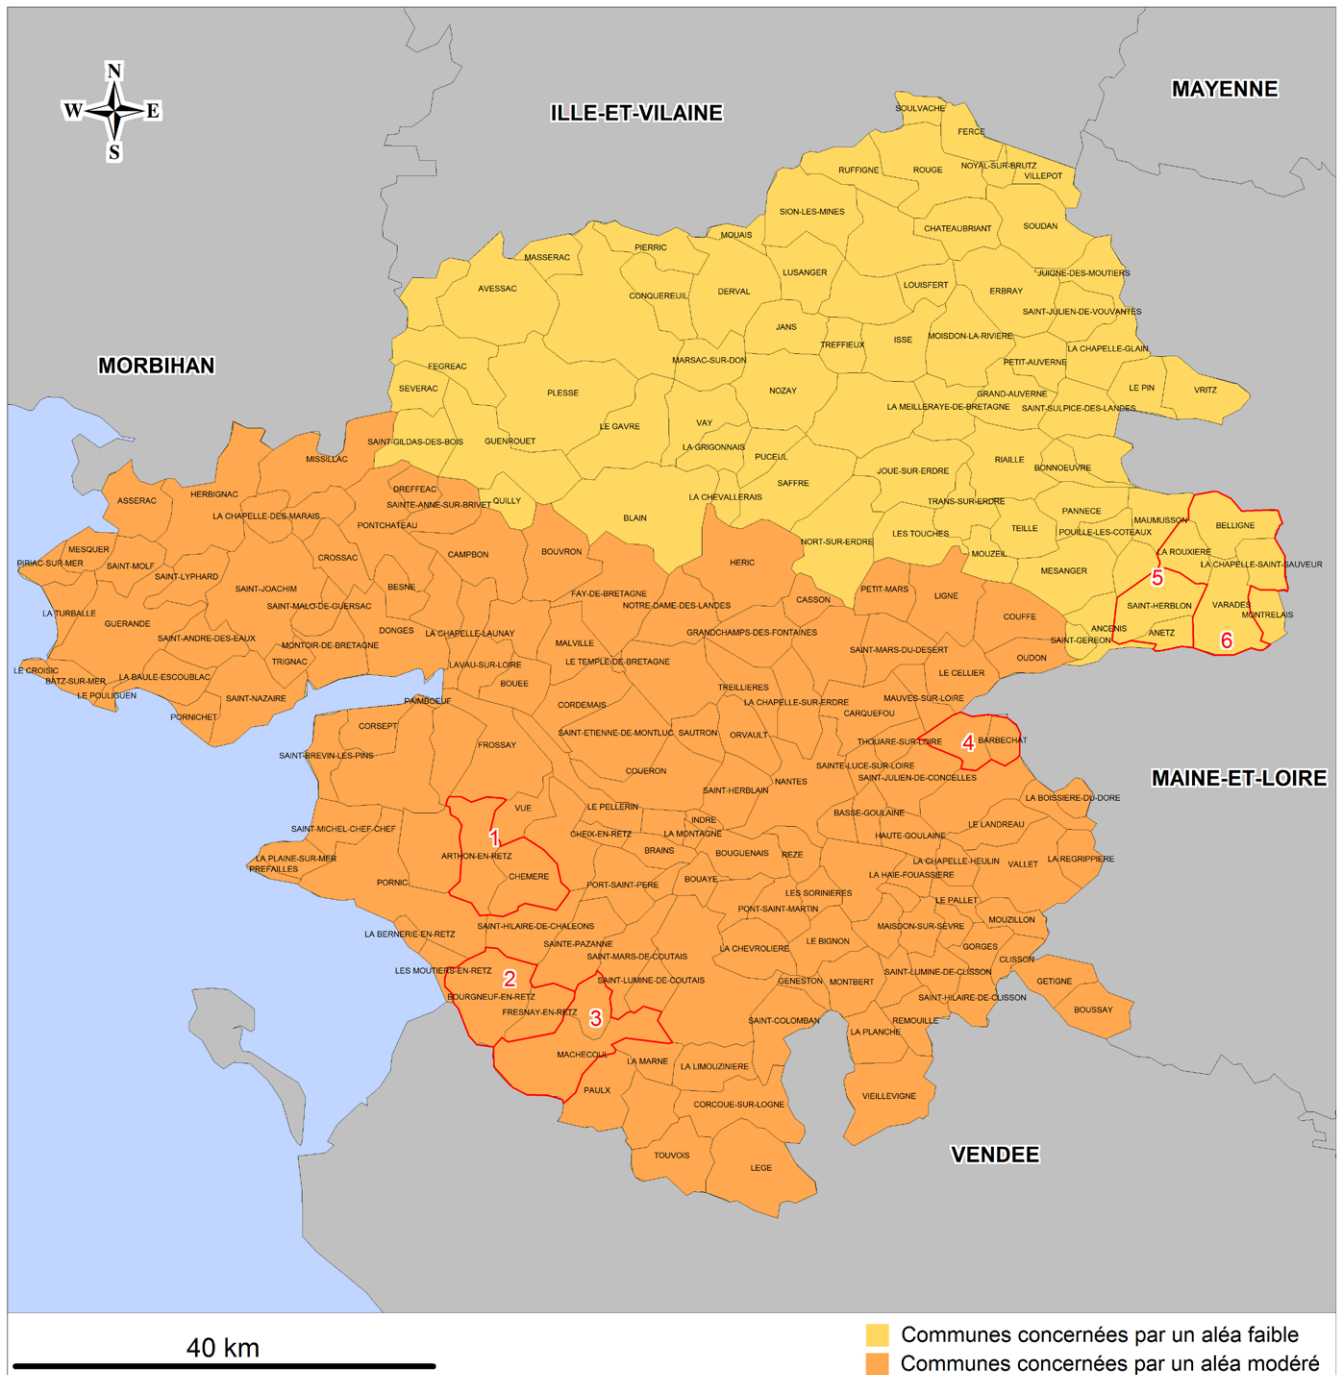 N
MAYENNE
SOULVACHE
W E
ILLE-ET-VILAINE
FERCE
S
RUFFIGNE
ROUGE
NOYAL-SUR-BRUTZ
VILLEPOT
SION-LES-MINES
CHATEAUBRIANT
SOUDAN
MOUAIS
PIERRIC
MASSERAC
LUSANGER
JUIGNE-DES-MOUTIERS
AVESSAC
CONQUEREUIL
DERVAL
LOUISFERT
ERBRAY
SAINT-JULIEN-DE-VOUVANTES
JANS
TREFFIEUX
ISSE
MOISDON-LA-RIVIERE
LA CHAPELLE-GLAIN
MORBIHAN
FEGREAC
MARSAC-SUR-DON
PETIT-AUVERNE
SEVERAC
PLESSE
NOZAY
GRAND-AUVERNE
LE PIN
VRITZ
LA MEILLERAYE-DE-BRETAGNE
SAINT-SULPICE-DES-LANDES
LE GAVRE
VAY
SAINT-GILDAS-DES-BOIS
GUENROUET
LA GRIGONNAIS
MISSILLAC
PUCEUL
RIAILLE
BONNOEUVRE
JOUE-SUR-ERDRE
SAFFRE
DREFFEAC
HERBIGNAC
ASSERAC
QUILLY
LA CHEVALLERAIS
TRANS-SUR-ERDRE
SAINTE-ANNE-SUR-BRIVET
PANNECE
LA CHAPELLE-DES-MARAIS
PONTCHATEAU
BLAIN
MAUMUSSON
BELLIGNE
TEILLE
POUILLE-LES-COTEAUX
LES TOUCHES
NORT-SUR-ERDRE
MESQUER
CROSSAC
CAMPBON
BOUVRON
MOUZEIL
LA ROUXIERE
PIRIAC-SUR-MER
SAINT-MOLF
HERIC
LA CHAPELLE-SAINT-SAUVEUR
SAINT-LYPHARD
MESANGER
5
SAINT-JOACHIM
BESNE
FAY-DE-BRETAGNE
PETIT-MARS
LIGNE
CASSON
SAINT-MALO-DE-GUERSAC
NOTRE-DAME-DES-LANDES
SAINT-HERBLON
VARADES
LA TURBALLE
COUFFE
MONTRELAIS
GUERANDE
DONGES
LA CHAPELLE-LAUNAY
GRANDCHAMPS-DES-FONTAINES
ANCENIS
ANETZ
SAINT-ANDRE-DES-EAUX
MONTOIR-DE-BRETAGNE
MALVILLE
SAINT-GEREON
6
SAINT-MARS-DU-DESERT
TRIGNAC
LAVAU-SUR-LOIRE
LE TEMPLE-DE-BRETAGNE
OUDON
LE CROISIC
BATZ-SUR-MER
LA BAULE-ESCOUBLAC
LE CELLIER
BOUEE
TREILLIERES
LE POULIGUEN
SAINT-NAZAIRE
PAIMBOEUF
CORDEMAIS
LA CHAPELLE-SUR-ERDRE
MAUVES-SUR-LOIRE
PORNICHET
CARQUEFOU
CORSEPT
SAINT-ETIENNE-DE-MONTLUC
SAUTRON
ORVAULT
THOUARE-SUR-LOIRE
4
BARBECHAT
FROSSAY
SAINT-BREVIN-LES-PINS
SAINTE-LUCE-SUR-LOIRE
COUERON
SAINT-JULIEN-DE-CONCELLES
MAINE-ET-LOIRE
NANTES
SAINT-HERBLAIN
LA BOISSIERE-DU-DORE
VUE
LE PELLERIN
BASSE-GOULAINE
INDRE
SAINT-MICHEL-CHEF-CHEF
LE LANDREAU
1
CHEIX-EN-RETZ
LA MONTAGNE
HAUTE-GOULAINE
BRAINS
BOUGUENAIS
REZE
LA PLAINE-SUR-MER
ARTHON-EN-RETZ
LA CHAPELLE-HEULIN
VALLET
LA REGRIPPIERE
PREFAILLES
CHEMERE
LA HAIE-FOUASSIERE
PORNIC
PORT-SAINT-PERE
BOUAYE
LES SORINIERES
LE PALLET
PONT-SAINT-MARTIN
MOUZILLON
SAINT-HILAIRE-DE-CHALEONS
MAISDON-SUR-SÈVRE
LA BERNERIE-EN-RETZ
SAINTE-PAZANNE
LE BIGNON
GORGES
LA CHEVROLIERE
SAINT-MARS-DE-COUTAIS
CLISSON
LES MOUTIERS-EN-RETZ
2
SAINT-LUMINE-DE-COUTAIS
GENESTON
MONTBERT
SAINT-LUMINE-DE-CLISSON
GETIGNE
BOURGNEUF-EN-RETZ
SAINT-HILAIRE-DE-CLISSON
FRESNAY-EN-RETZ
3
SAINT-COLOMBAN
REMOUILLE
BOUSSAY
LA PLANCHE
MACHECOUL
LA MARNE
LA LIMOUZINIERE
PAULX
VIEILLEVIGNE
CORCOUE-SUR-LOGNE
TOUVOIS
VENDEE
LEGE
40 km
Communes concernées par un aléa faible
Communes concernées par un aléa modéré